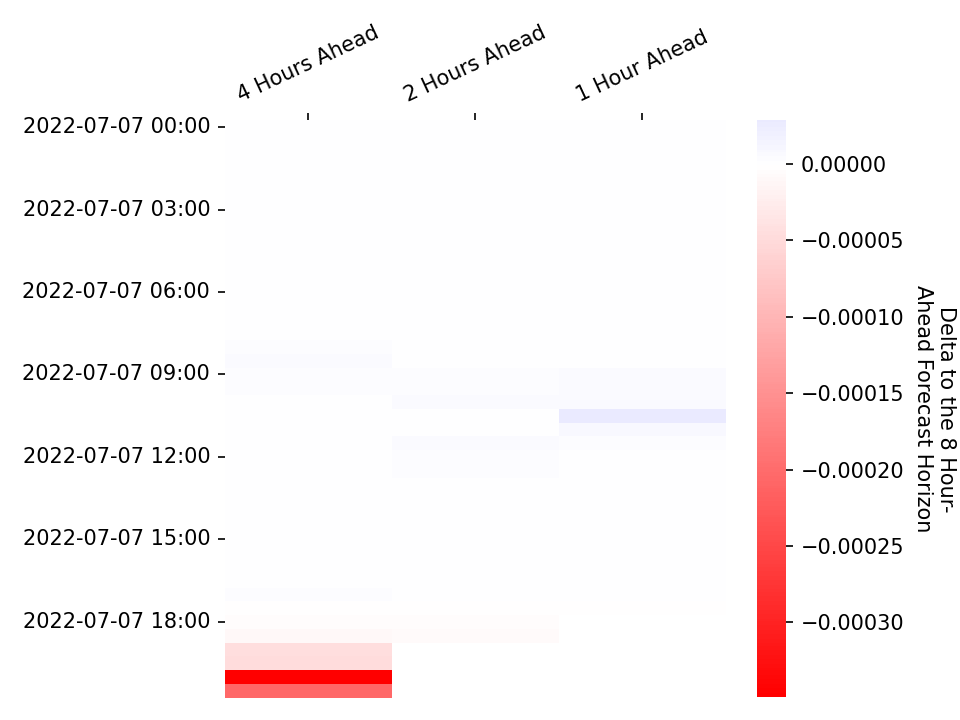 4 Hours Ahead
2 Hours Ahead
1 Hour Ahead
2022-07-07 00:00
2022-07-07 03:00
2022-07-07 06:00
2022-07-07 09:00
2022-07-07 12:00
2022-07-07 15:00
2022-07-07 18:00
0.00000
−0.00005
−0.00010
−0.00015
−0.00020
−0.00025
−0.00030
Delta to the 8 Hour-
Ahead Forecast Horizon